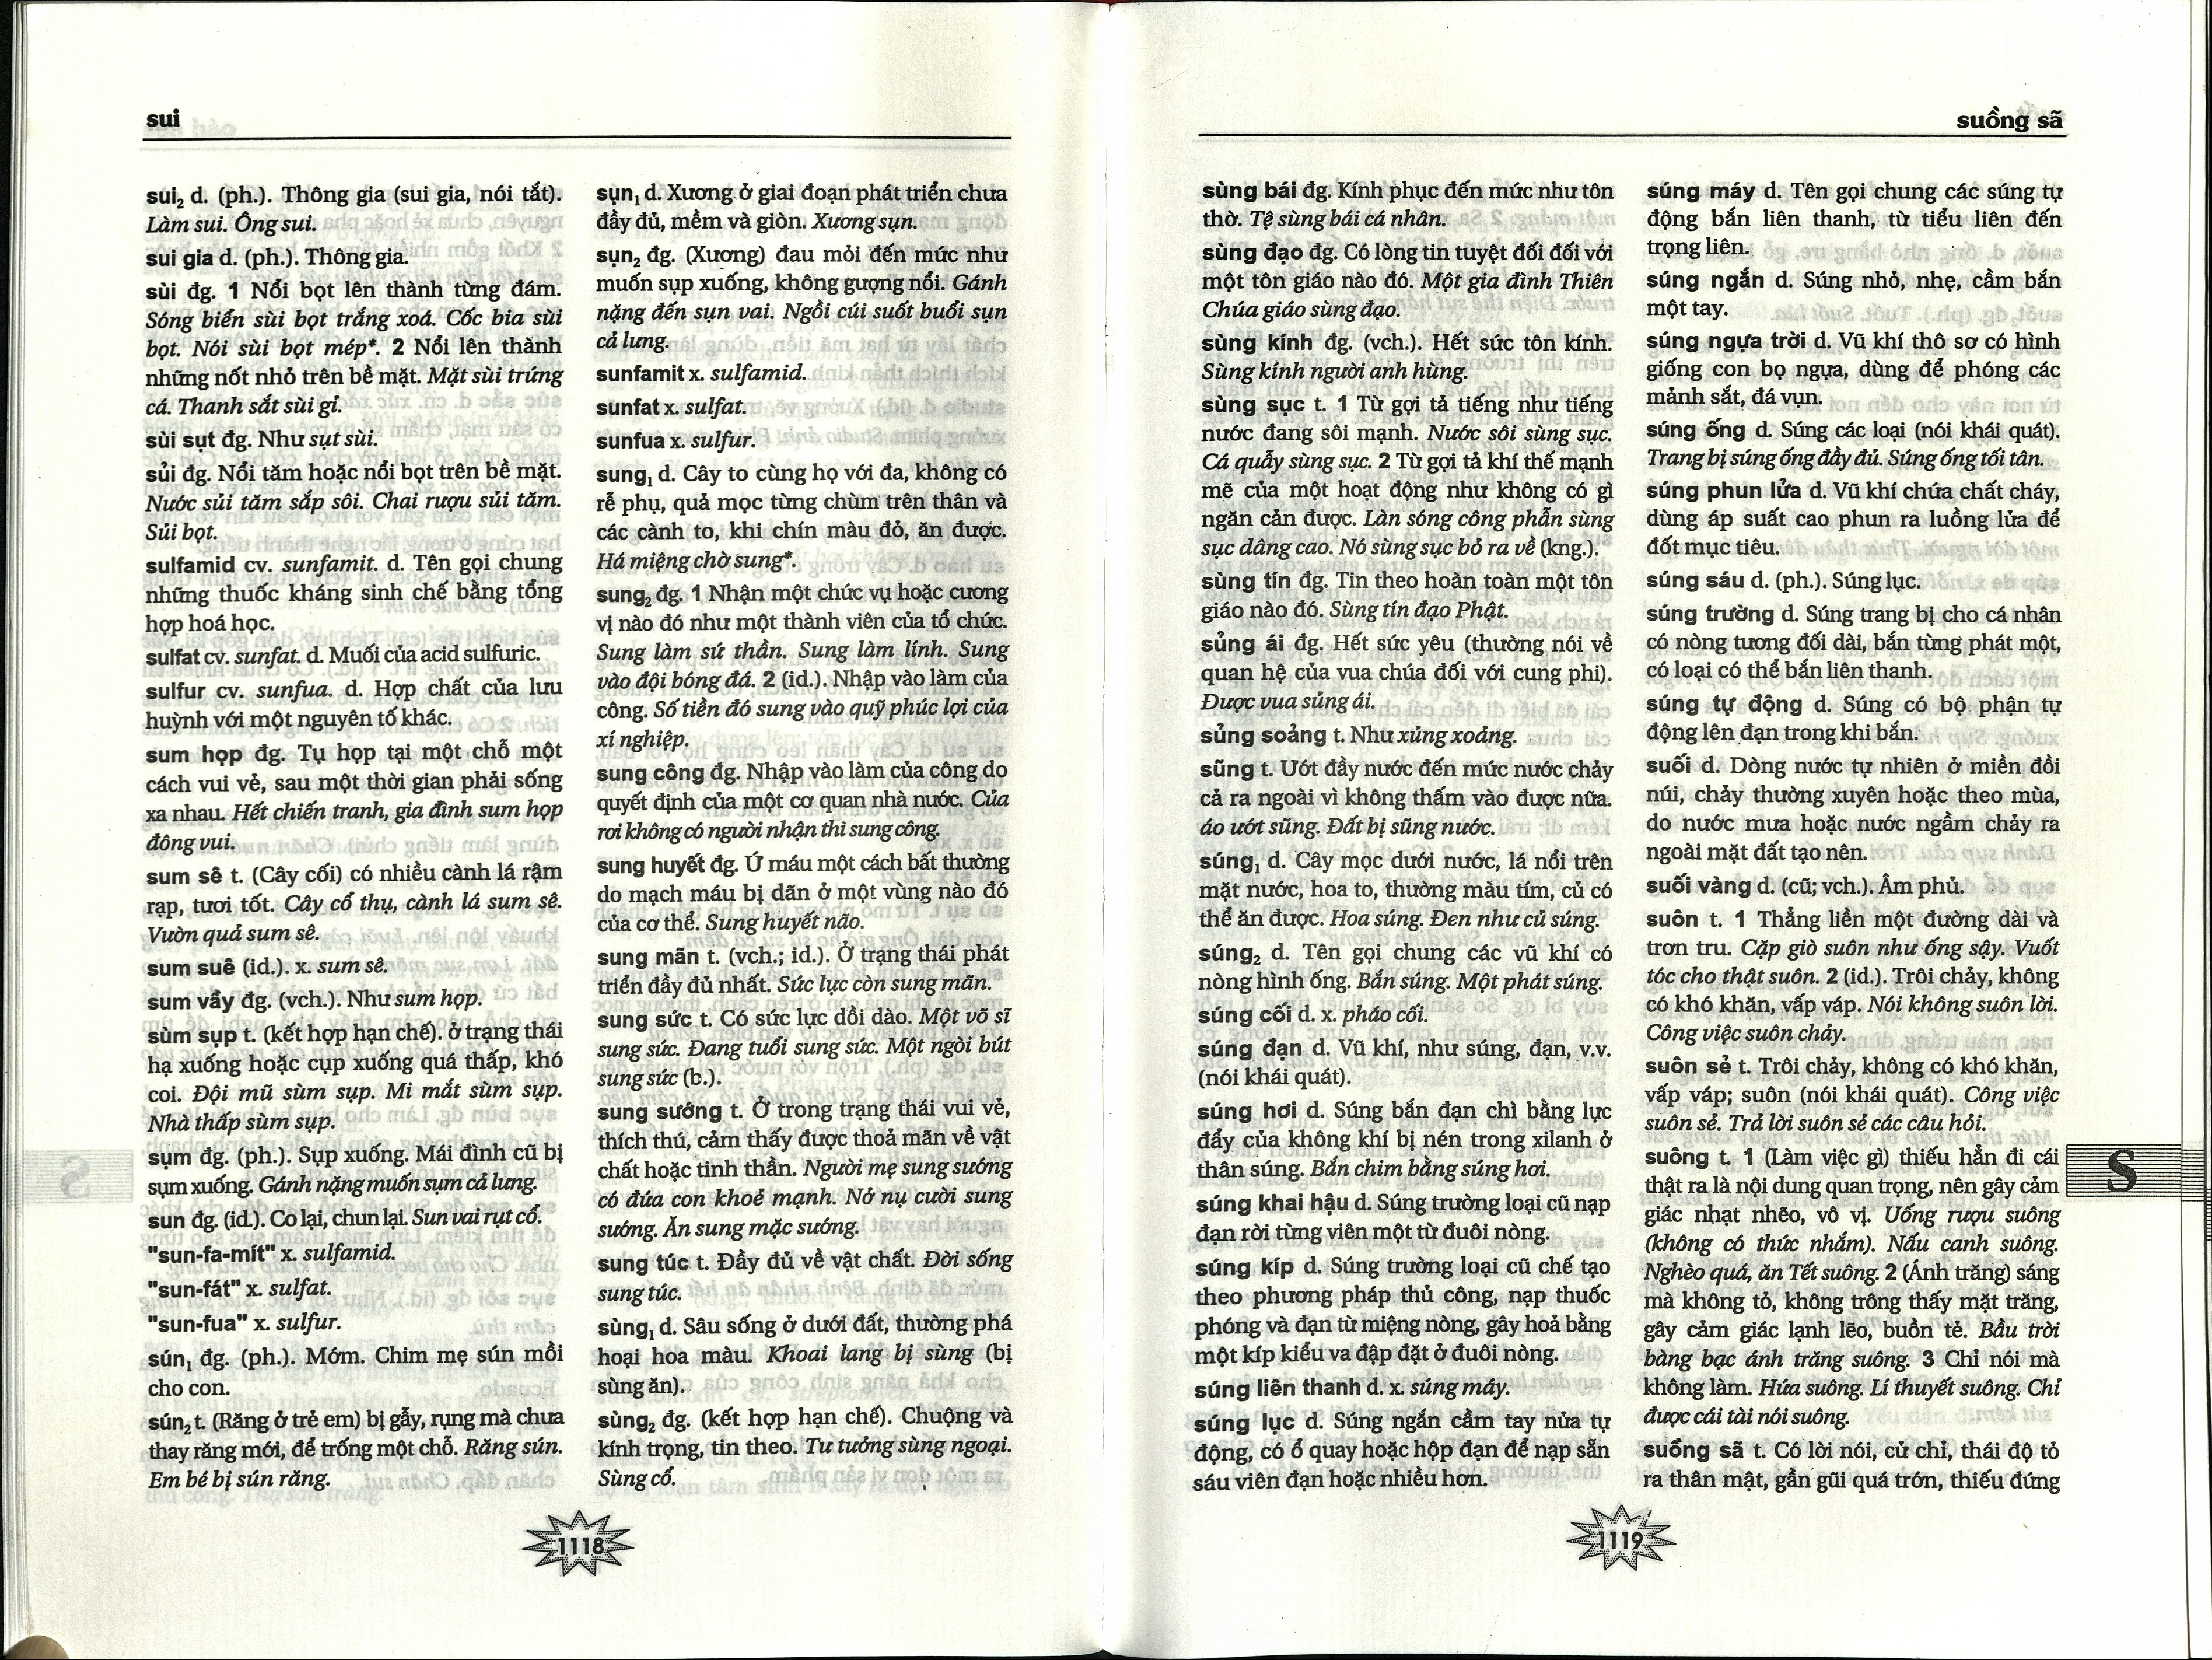 sui
sui₂ d. (ph.). Thông gia (sui gia, nói tắt).
Làm sui. Ông sui.
sui gia d. (ph.). Thông gia.
sùi đg. 1 Nổi bọt lên thành từng đám.
Sóng biển sùi bọt trắng xoá. Cốc bia sùi
bọt. Nói sùi bọt mép*. 2 Nổi lên thành
những nốt nhỏ trên bề mặt. Mặt sùi trứng
cá. Thanh sắt sùi gỉ.
sùi sụt đg. Như sụt sùi.
sủi đg. Nổi tăm hoặc nổi bọt trên bề mặt.
Nước sủi tăm sắp sôi. Chai rượu sủi tăm.
Sủi bọt.
sulfamid cv. sunfamit. d. Tên gọi chung
những thuốc kháng sinh chế bằng tổng
hợp hoá học.
sulfat cv. sunfat. d. Muối của acid sulfuric.
sulfur cv. sunfua. d. Hợp chất của lưu
huỳnh với một nguyên tố khác.
sum họp đg. Tụ họp tại một chỗ một
cách vui vẻ, sau một thời gian phải sống
xa nhau. Hết chiến tranh, gia đình sum họp
đông vui.
sum sê t. (Cây cối) có nhiều cành lá rậm
rạp, tươi tốt. Cây cổ thụ, cành lá sum sê.
Vườn quả sum sê.
sum suê (id.). x. sum sê.
sum vầy đg. (vch.). Như sum họp.
sùm sụp t. (kết hợp hạn chế). ở trạng thái
hạ xuống hoặc cụp xuống quá thấp, khó
coi. Đội mũ sùm sụp. Mi mắt sùm sụp.
Nhà thấp sùm sụp.
sụm đg. (ph.). Sụp xuống. Mái đình cũ bị
sụm xuống. Gánh nặng muốn sụm cả lưng.
sun đg. (id.). Co lại, chun lại. Sun vai rụt cổ.
"sun-fa-mít" x. sulfamid.
"sun-fát" x. sulfat.
"sun-fua" x. sulfur.
sún₁ đg. (ph.). Mớm. Chim mẹ sún mồi
cho con.
sún₂ t. (Răng ở trẻ em) bị gẫy, rụng mà chưa
thay răng mới, để trống một chỗ. Răng sún.
Em bé bị sún răng.
sụn₁ d. Xương ở giai đoạn phát triển chưa
đầy đủ, mềm và giòn. Xương sụn.
sụn₂ đg. (Xương) đau mỏi đến mức như
muốn sụp xuống, không gượng nổi. Gánh
nặng đến sụn vai. Ngồi cúi suốt buổi sụn
cả lưng.
sunfamit x. sulfamid.
sunfat x. sulfat.
sunfua x. sulfur.
sung₁ d. Cây to cùng họ với đa, không có
rễ phụ, quả mọc từng chùm trên thân và
các cành to, khi chín màu đỏ, ăn được.
Há miệng chờ sung*.
sung₂ đg. 1 Nhận một chức vụ hoặc cương
vị nào đó như một thành viên của tổ chức.
Sung làm sứ thần. Sung làm lính. Sung
vào đội bóng đá. 2 (id.). Nhập vào làm của
công. Số tiền đó sung vào quỹ phúc lợi của
xí nghiệp.
sung công đg. Nhập vào làm của công do
quyết định của một cơ quan nhà nước. Của
rơi không có người nhận thì sung công.
sung huyết đg. Ứ máu một cách bất thường
do mạch máu bị dãn ở một vùng nào đó
của cơ thể. Sung huyết não.
sung mãn t. (vch.; id.). Ở trạng thái phát
triển đầy đủ nhất. Sức lực còn sung mãn.
sung sức t. Có sức lực dồi dào. Một võ sĩ
sung sức. Đang tuổi sung sức. Một ngòi bút
sung sức (b.).
sung sướng t. Ở trong trạng thái vui vẻ,
thích thú, cảm thấy được thoả mãn về vật
chất hoặc tinh thần. Người mẹ sung sướng
có đứa con khoẻ mạnh. Nở nụ cười sung
sướng. Ăn sung mặc sướng.
sung túc t. Đầy đủ về vật chất. Đời sống
sung túc.
sùng₁ d. Sâu sống ở dưới đất, thường phá
hoại hoa màu. Khoai lang bị sùng (bị
sùng ăn).
sùng₂ đg. (kết hợp hạn chế). Chuộng và
kính trọng, tin theo. Tư tưởng sùng ngoại.
Sùng cổ.
1118
suồng sã
sùng bái đg. Kính phục đến mức như tôn
thờ. Tệ sùng bái cá nhân.
sùng đạo đg. Có lòng tin tuyệt đối đối với
một tôn giáo nào đó. Một gia đình Thiên
Chúa giáo sùng đạo.
sùng kính đg. (vch.). Hết sức tôn kính.
Sùng kính người anh hùng.
sùng sục t. 1 Từ gợi tả tiếng như tiếng
nước đang sôi mạnh. Nước sôi sùng sục.
Cá quẫy sùng sục. 2 Từ gợi tả khí thế mạnh
mẽ của một hoạt động như không có gì
ngăn cản được. Làn sóng công phẫn sùng
sục dâng cao. Nó sùng sục bỏ ra về (kng.).
sùng tín đg. Tin theo hoàn toàn một tôn
giáo nào đó. Sùng tín đạo Phật.
sủng ái đg. Hết sức yêu (thường nói về
quan hệ của vua chúa đối với cung phi).
Được vua sủng ái.
sủng soảng t. Như xủng xoảng.
sũng t. Ướt đầy nước đến mức nước chảy
cả ra ngoài vì không thấm vào được nữa.
áo ướt sũng. Đất bị sũng nước.
súng₁ d. Cây mọc dưới nước, lá nổi trên
mặt nước, hoa to, thường màu tím, củ có
thể ăn được. Hoa súng. Đen như củ súng.
súng₂ d. Tên gọi chung các vũ khí có
nòng hình ống. Bắn súng. Một phát súng.
súng cối d. x. pháo cối.
súng đạn d. Vũ khí, như súng, đạn, v.v.
(nói khái quát).
súng hơi d. Súng bắn đạn chì bằng lực
đẩy của không khí bị nén trong xilanh ở
thân súng. Bắn chim bằng súng hơi.
súng khai hậu d. Súng trường loại cũ nạp
đạn rời từng viên một từ đuôi nòng.
súng kíp d. Súng trường loại cũ chế tạo
theo phương pháp thủ công, nạp thuốc
phóng và đạn từ miệng nòng, gây hoả bằng
một kíp kiểu va đập đặt ở đuôi nòng.
súng liên thanh d. x. súng máy.
súng lục d. Súng ngắn cầm tay nửa tự
động, có ổ quay hoặc hộp đạn để nạp sẵn
sáu viên đạn hoặc nhiều hơn.
súng máy d. Tên gọi chung các súng tự
động bắn liên thanh, từ tiểu liên đến
trọng liên.
súng ngắn d. Súng nhỏ, nhẹ, cầm bắn
một tay.
súng ngựa trời d. Vũ khí thô sơ có hình
giống con bọ ngựa, dùng để phóng các
mảnh sắt, đá vụn.
súng ống d. Súng các loại (nói khái quát).
Trang bị súng ống đầy đủ. Súng ống tối tân.
súng phun lửa d. Vũ khí chứa chất cháy,
dùng áp suất cao phun ra luồng lửa để
đốt mục tiêu.
súng sáu d. (ph.). Súng lục.
súng trường d. Súng trang bị cho cá nhân
có nòng tương đối dài, bắn từng phát một,
có loại có thể bắn liên thanh.
súng tự động d. Súng có bộ phận tự
động lên đạn trong khi bắn.
suối d. Dòng nước tự nhiên ở miền đồi
núi, chảy thường xuyên hoặc theo mùa,
do nước mưa hoặc nước ngầm chảy ra
ngoài mặt đất tạo nên.
suối vàng d. (cũ; vch.). Âm phủ.
suôn t. 1 Thẳng liền một đường dài và
trơn tru. Cặp giò suôn như ống sậy. Vuốt
tóc cho thật suôn. 2 (id.). Trôi chảy, không
có khó khăn, vấp váp. Nói không suôn lời.
Công việc suôn chảy.
suôn sẻ t. Trôi chảy, không có khó khăn,
vấp váp; suôn (nói khái quát). Công việc
suôn sẻ. Trả lời suôn sẻ các câu hỏi.
suông t. 1 (Làm việc gì) thiếu hẳn đi cái
thật ra là nội dung quan trọng, nên gây cảm
giác nhạt nhẽo, vô vị. Uống rượu suông
(không có thức nhắm). Nấu canh suông.
Nghèo quá, ăn Tết suông. 2 (Ánh trăng) sáng
mà không tỏ, không trông thấy mặt trăng,
gây cảm giác lạnh lẽo, buồn tẻ. Bầu trời
bàng bạc ánh trăng suông. 3 Chỉ nói mà
không làm. Hứa suông. Lí thuyết suông. Chỉ
được cái tài nói suông.
suồng sã t. Có lời nói, cử chỉ, thái độ tỏ
ra thân mật, gần gũi quá trớn, thiếu đứng
S
1119